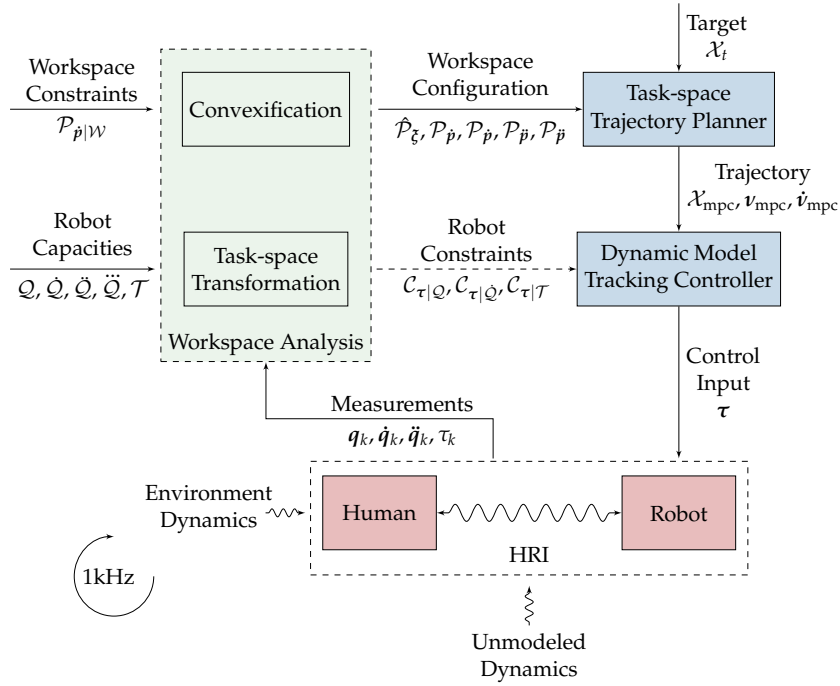 Target
𝒳ₜ
Workspace
Constraints
𝒫_{ṗ|𝒲}
Convexification
Workspace
Configuration
𝒫̂_ξ, 𝒫_ṗ, 𝒫_ṗ, 𝒫_p̈, 𝒫_p̈
Task-space
Trajectory Planner
Trajectory
𝒳_mpc, ν_mpc, ν̇_mpc
Robot
Capacities
𝒬, 𝒬̇, 𝒬̈, 𝒬⃛, 𝒯
Task-space
Transformation
Workspace Analysis
Robot
Constraints
𝒞_{τ|𝒬}, 𝒞_{τ|𝒬̇}, 𝒞_{τ|𝒯}
Dynamic Model
Tracking Controller
Control
Input
τ
Measurements
q_k, q̇_k, q̈_k, τ_k
Environment
Dynamics
Human
Robot
HRI
1kHz
Unmodeled
Dynamics